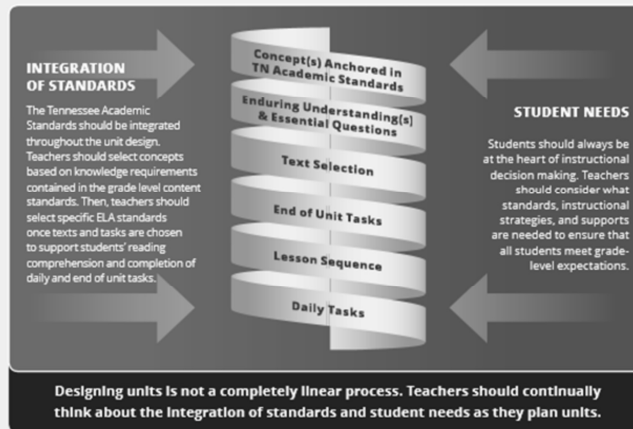 INTEGRATION
OF STANDARDS
The Tennessee Academic
Standards should be integrated
throughout the unit design.
Teachers should select concepts
based on knowledge requirements
contained in the grade level content
standards. Then, teachers should
select specific ELA standards
once texts and tasks are chosen
to support students' reading
comprehension and completion of
daily and end of unit tasks.
Concept(s) Anchored in
TN Academic Standards
Enduring Understanding(s)
& Essential Questions
Text Selection
End of Unit Tasks
Lesson Sequence
Daily Tasks
STUDENT NEEDS
Students should always be
at the heart of instructional
decision making. Teachers
should consider what
standards, instructional
strategies, and supports
are needed to ensure that
all students meet grade-
level expectations.
Designing units is not a completely linear process. Teachers should continually
think about the integration of standards and student needs as they plan units.